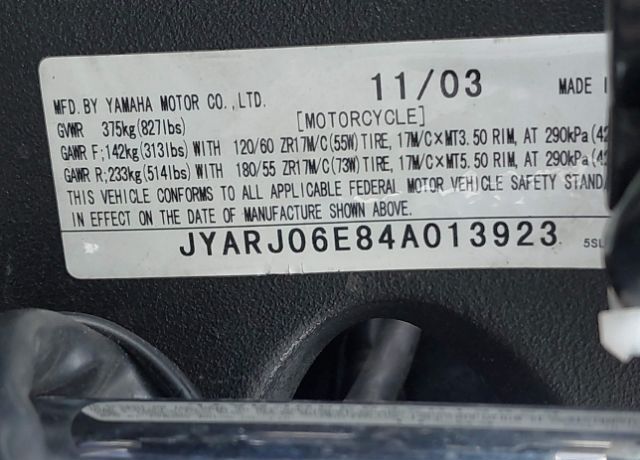 11/03
MFD.BY YAMAHA MOTOR CO.,LTD. MADE
GVWR 375kg(827lbs) [MOTORCYCLE]
GAWR F;142kg(313lbs) WITH 120/60 ZR17M/C(55W)TIRE, 17M/C×MT3.50 RIM, AT 290kPa(42
GAWR R;233kg(514lbs) WITH 180/55 ZR17M/C(73W)TIRE, 17M/C×MT5.50 RIM, AT 290kPa(42
THIS VEHICLE CONFORMS TO ALL APPLICABLE FEDERAL MOTOR VEHICLE SAFETY STAND
IN EFFECT ON THE DATE OF MANUFACTURE SHOWN ABOVE.
JYARJ06E84A013923 5SL